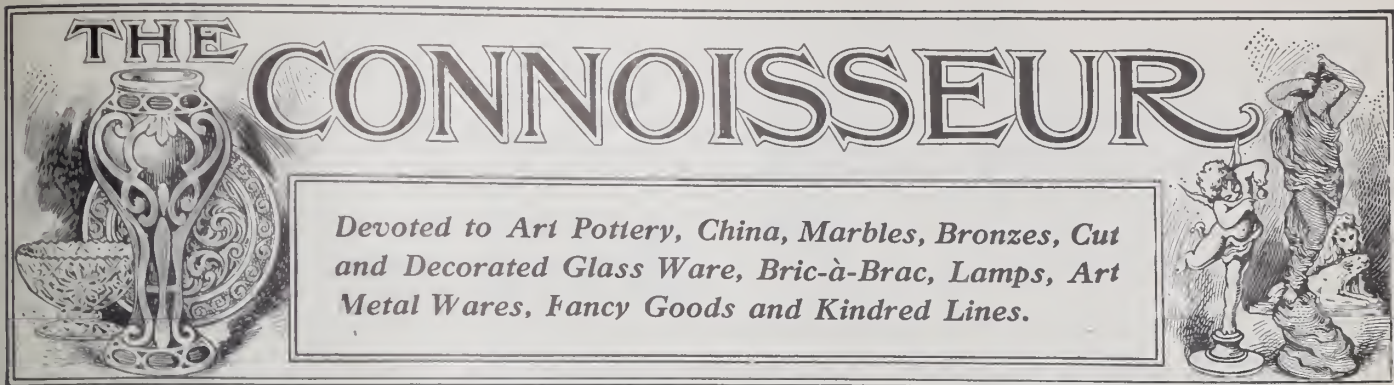 THE
CONNOISSEUR
Devoted to Art Pottery, China, Marbles, Bronzes, Cut
and Decorated Glass Ware, Bric-à-Brac, Lamps, Art
Metal Wares, Fancy Goods and Kindred Lines.